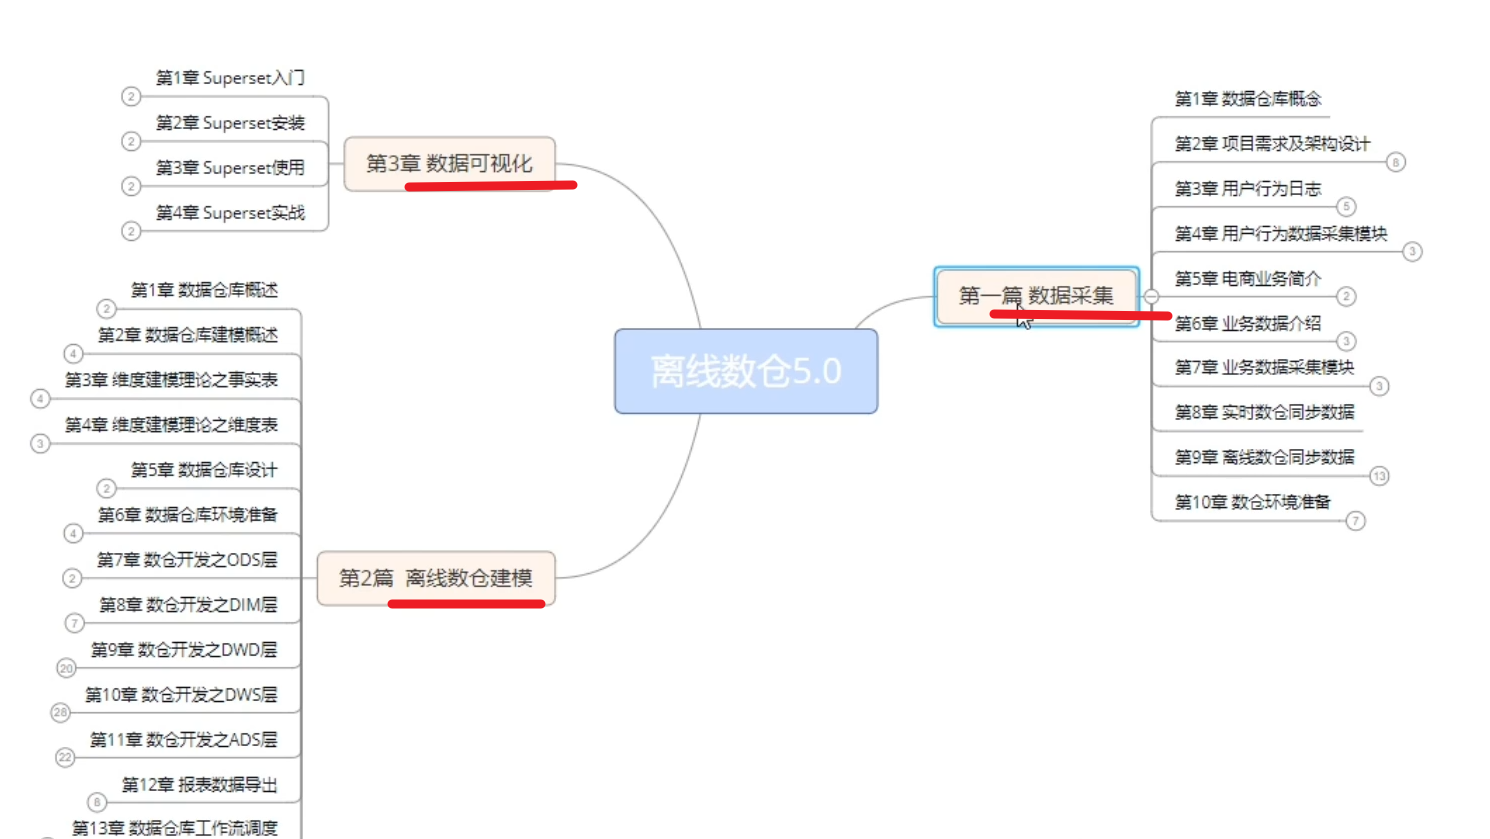 离线数仓5.0
第一篇 数据采集
第1章 数据仓库概念
第2章 项目需求及架构设计
8
第3章 用户行为日志
5
第4章 用户行为数据采集模块
3
第5章 电商业务简介
2
第6章 业务数据介绍
3
第7章 业务数据采集模块
3
第8章 实时数仓同步数据
第9章 离线数仓同步数据
13
第10章 数仓环境准备
7
第2篇 离线数仓建模
第1章 数据仓库概述
2
第2章 数据仓库建模概述
4
第3章 维度建模理论之事实表
4
第4章 维度建模理论之维度表
3
第5章 数据仓库设计
2
第6章 数据仓库环境准备
4
第7章 数仓开发之ODS层
2
第8章 数仓开发之DIM层
7
第9章 数仓开发之DWD层
20
第10章 数仓开发之DWS层
28
第11章 数仓开发之ADS层
22
第12章 报表数据导出
8
第13章 数据仓库工作流调度
第3章 数据可视化
第1章 Superset入门
2
第2章 Superset安装
2
第3章 Superset使用
2
第4章 Superset实战
2